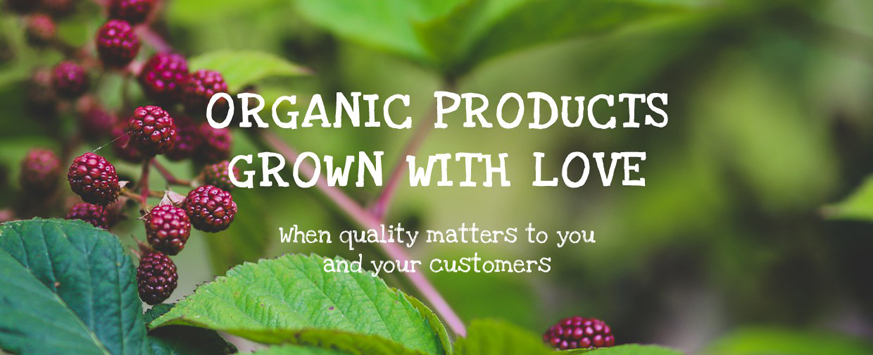 ORGANIC PRODUCTS
GROWN WITH LOVE
When quality matters to you
and your customers